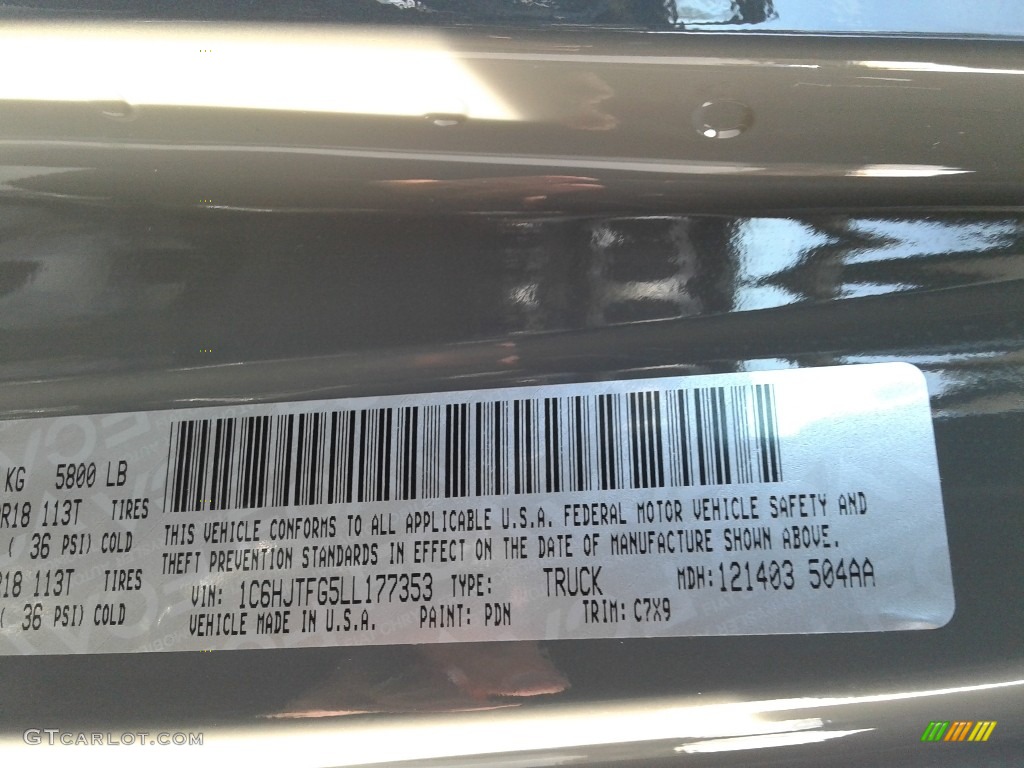 KG 5800 LB
R18 113T TIRES
( 36 PSI) COLD
R18 113T TIRES
( 36 PSI) COLD
THIS VEHICLE CONFORMS TO ALL APPLICABLE U.S.A. FEDERAL MOTOR VEHICLE SAFETY AND
THEFT PREVENTION STANDARDS IN EFFECT ON THE DATE OF MANUFACTURE SHOWN ABOVE.
VIN: 1C6HJTFG5LL177353 TYPE: TRUCK MDH: 121403 504AA
VEHICLE MADE IN U.S.A. PAINT: PDN TRIM: C7X9
GTCARLOT.COM